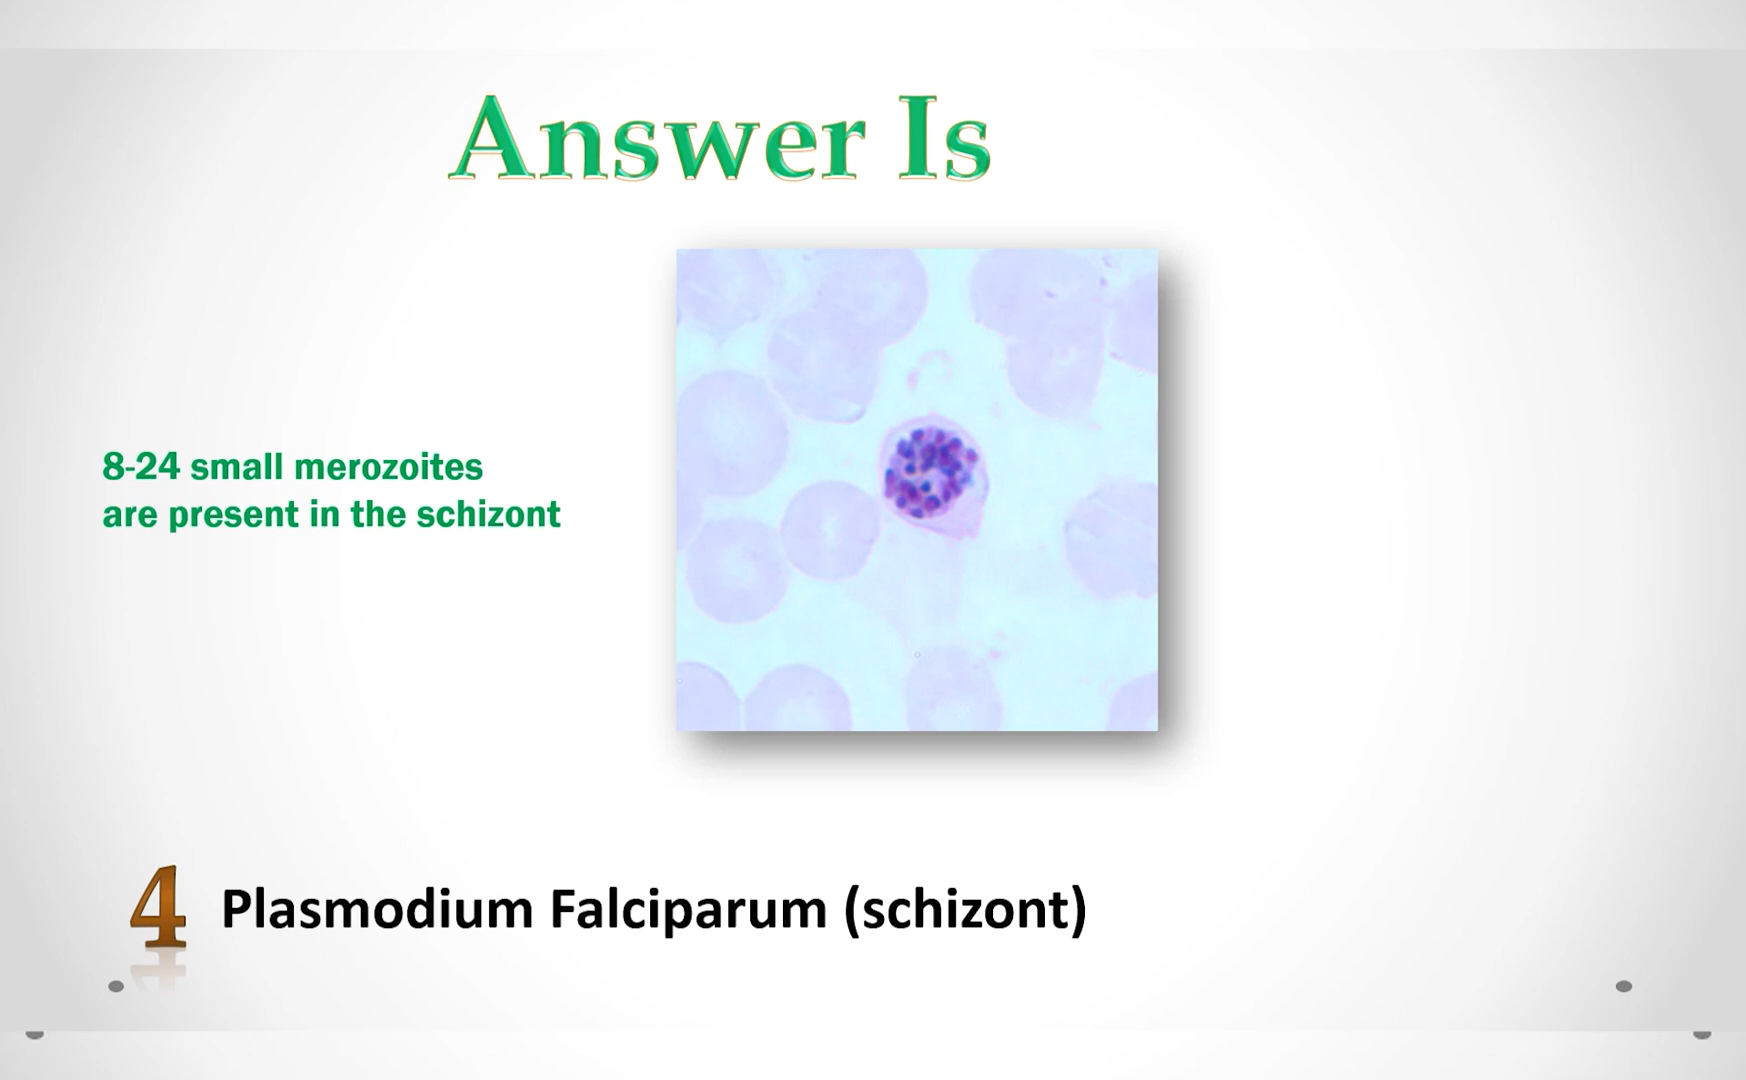 Answer Is
8-24 small merozoites
are present in the schizont
4 Plasmodium Falciparum (schizont)